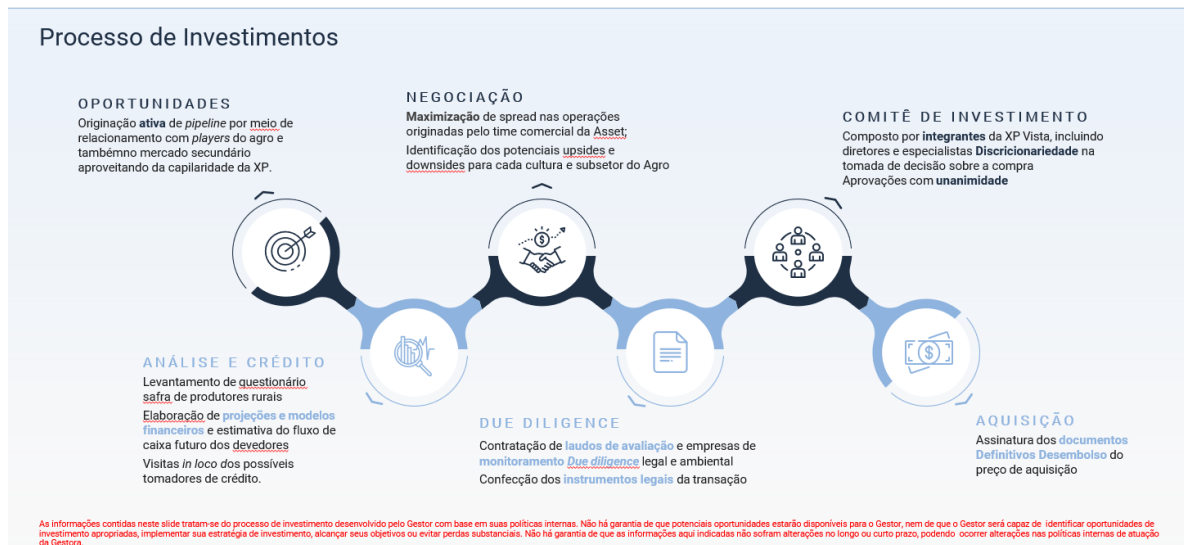 Processo de Investimentos
OPORTUNIDADES
Originação ativa de pipeline por meio de
relacionamento com players do agro e
tambémno mercado secundário
aproveitando da capilaridade da XP.
NEGOCIAÇÃO
Maximização de spread nas operações
originadas pelo time comercial da Asset;
Identificação dos potenciais upsides e
downsides para cada cultura e subsetor do Agro
COMITÊ DE INVESTIMENTO
Composto por integrantes da XP Vista, incluindo
diretores e especialistas Discricionariedade na
tomada de decisão sobre a compra
Aprovações com unanimidade
ANÁLISE E CRÉDITO
Levantamento de questionário
safra de produtores rurais
Elaboração de projeções e modelos
financeiros e estimativa do fluxo de
caixa futuro dos devedores
Visitas in loco dos possíveis
tomadores de crédito.
DUE DILIGENCE
Contratação de laudos de avaliação e empresas de
monitoramento Due diligence legal e ambiental
Confecção dos instrumentos legais da transação
AQUISIÇÃO
Assinatura dos documentos
Definitivos Desembolso do
preço de aquisição
As informações contidas neste slide tratam-se do processo de investimento desenvolvido pelo Gestor com base em suas políticas internas. Não há garantia de que potenciais oportunidades estarão disponíveis para o Gestor, nem de que o Gestor será capaz de identificar oportunidades de
investimento apropriadas, implementar sua estratégia de investimento, alcançar seus objetivos ou evitar perdas substanciais. Não há garantia de que as informações aqui indicadas não sofram alterações no longo ou curto prazo, podendo ocorrer alterações nas políticas internas de atuação
da Gestora.